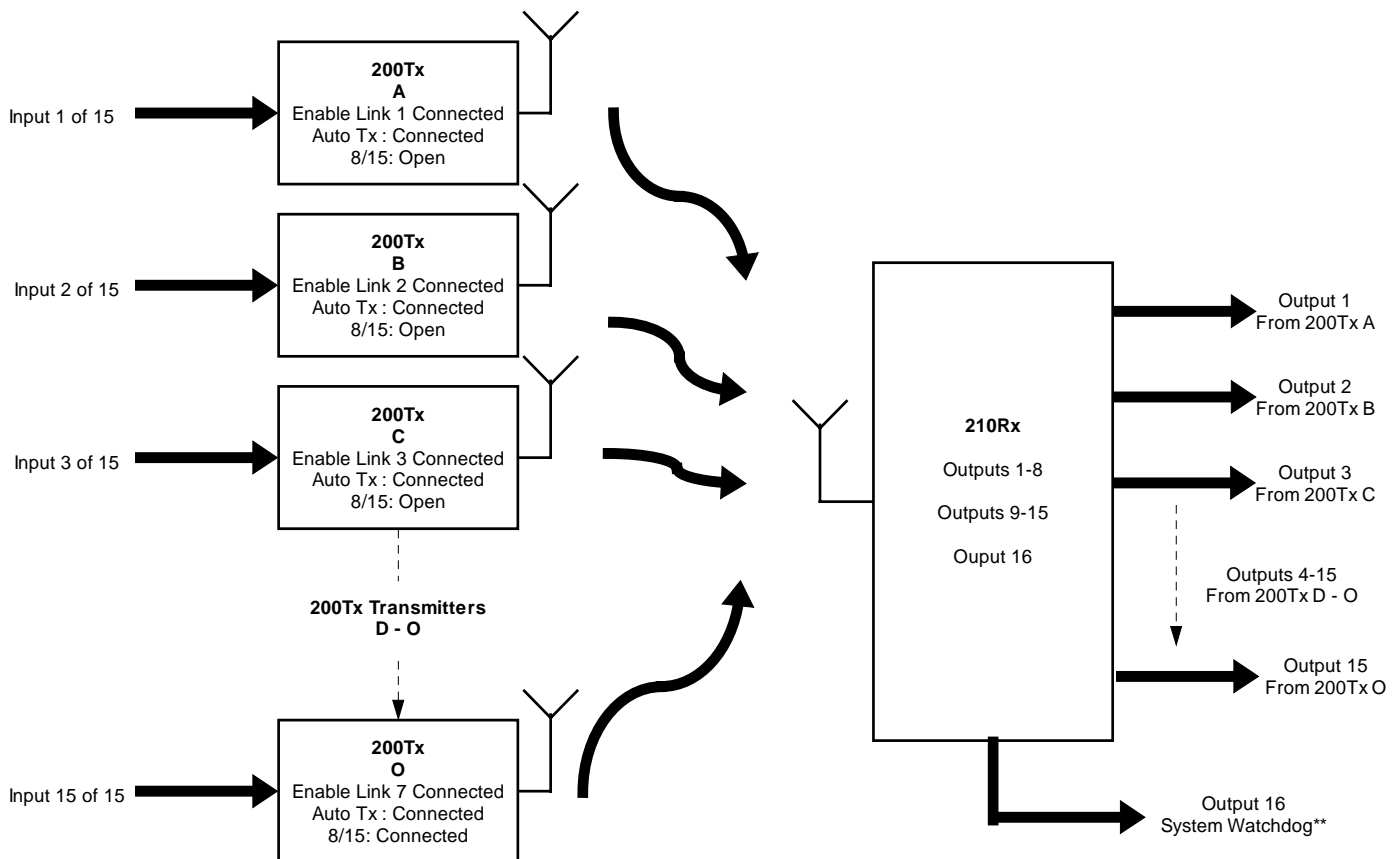 Input 1 of 15
200Tx
A
Enable Link 1 Connected
Auto Tx : Connected
8/15: Open
Input 2 of 15
200Tx
B
Enable Link 2 Connected
Auto Tx : Connected
8/15: Open
Input 3 of 15
200Tx
C
Enable Link 3 Connected
Auto Tx : Connected
8/15: Open
200Tx Transmitters
D - O
Input 15 of 15
200Tx
O
Enable Link 7 Connected
Auto Tx : Connected
8/15: Connected
210Rx
Outputs 1-8
Outputs 9-15
Ouput 16
Output 1
From 200Tx A
Output 2
From 200Tx B
Output 3
From 200Tx C
Outputs 4-15
From 200Tx D - O
Output 15
From 200Tx O
Output 16
System Watchdog**